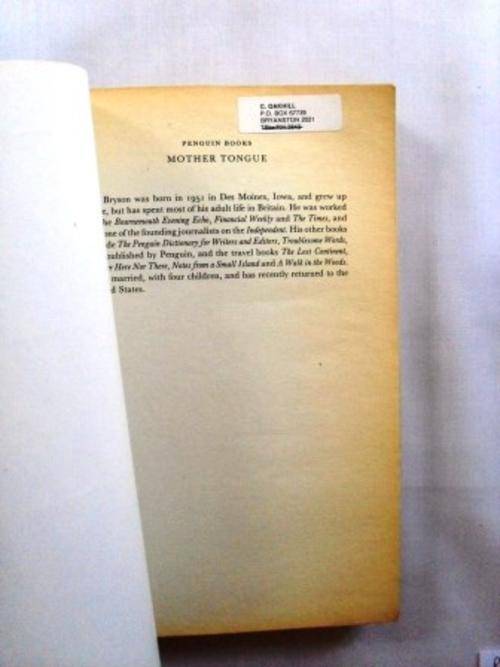 P.O. BOX 67739
BRYANSTON 2021
PENGUIN BOOKS
MOTHER TONGUE
Bryson was born in 1951 in Des Moines, Iowa, and grew up
e, but has spent most of his adult life in Britain. He was worked
he Bournemouth Evening Echo, Financial Weekly and The Times, and
one of the founding journalists on the Independent. His other books
de The Penguin Dictionary for Writers and Editors, Troublesome Words,
published by Penguin, and the travel books The Lost Continent,
r Here Nor There, Notes from a Small Island and A Walk in the Woods.
married, with four children, and has recently returned to the
d States.